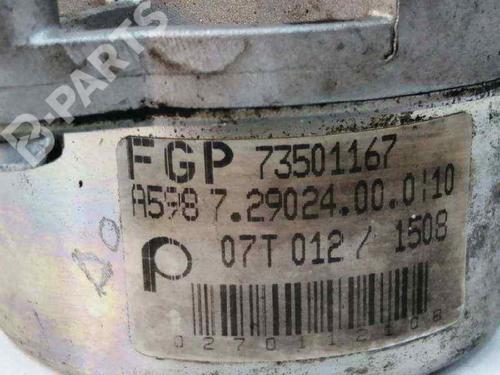 B-PARTS
FGP 73501167
A598 7.29024.00.0:10
07T 012 / 1508
p